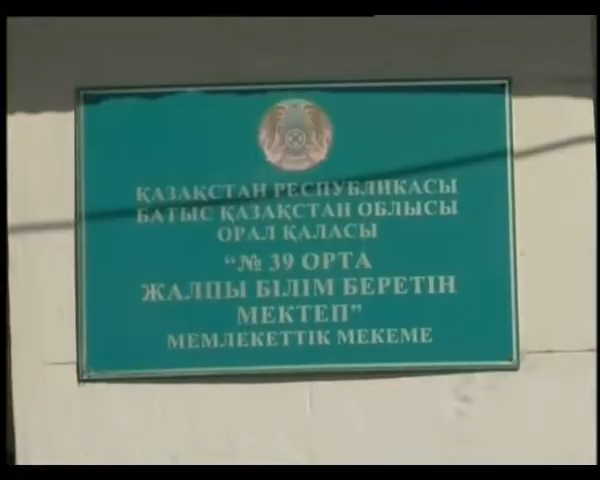 ҚАЗАҚСТАН РЕСПУБЛИКАСЫ
БАТЫС ҚАЗАҚСТАН ОБЛЫСЫ
ОРАЛ ҚАЛАСЫ
“№ 39 ОРТА
ЖАЛПЫ БІЛІМ БЕРЕТІН
МЕКТЕП”
МЕМЛЕКЕТТІК МЕКЕМЕ